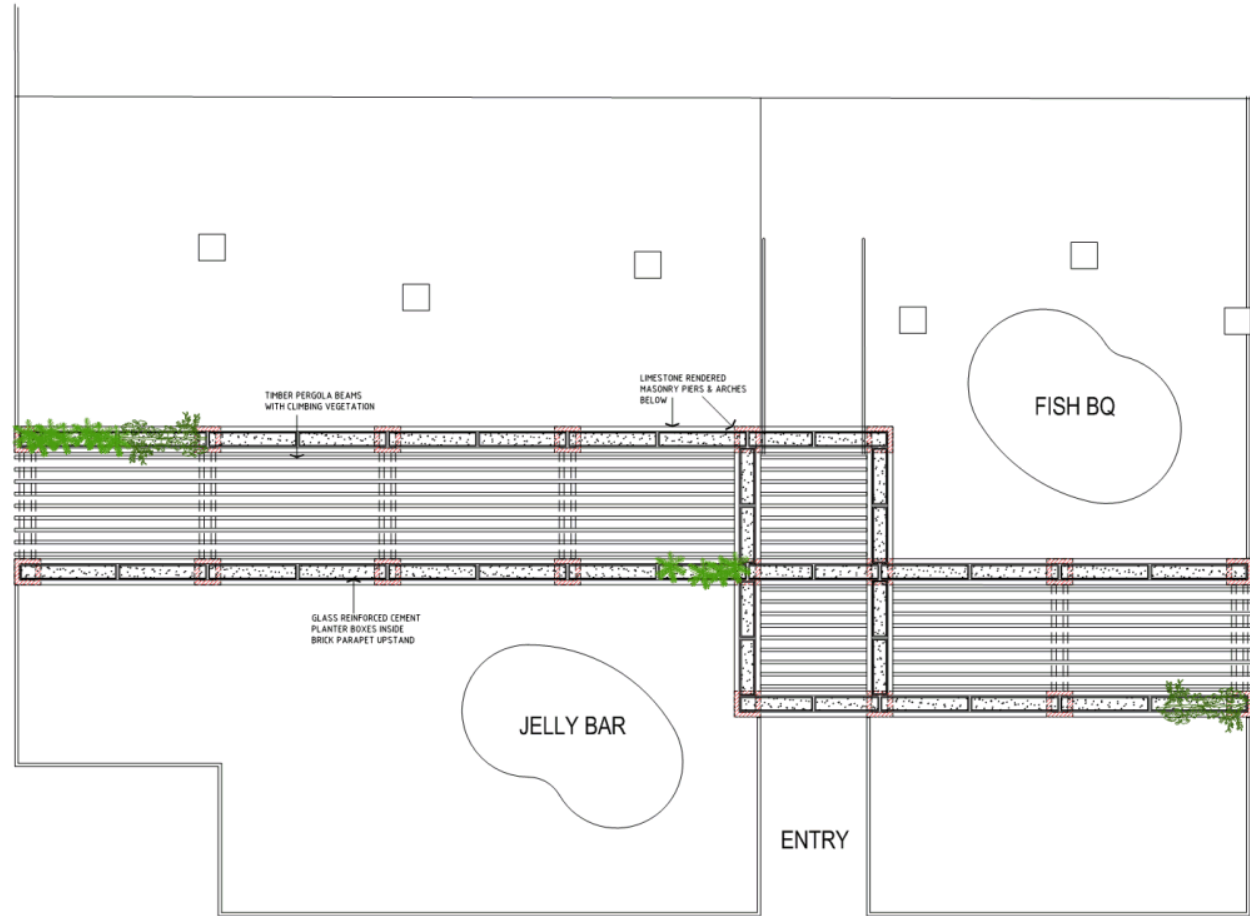 LIMESTONE RENDERED
MASONRY PIERS & ARCHES
BELOW
TIMBER PERGOLA BEAMS
WITH CLIMBING VEGETATION
FISH BQ
GLASS REINFORCED CEMENT
PLANTER BOXES INSIDE
BRICK PARAPET UPSTAND
JELLY BAR
ENTRY